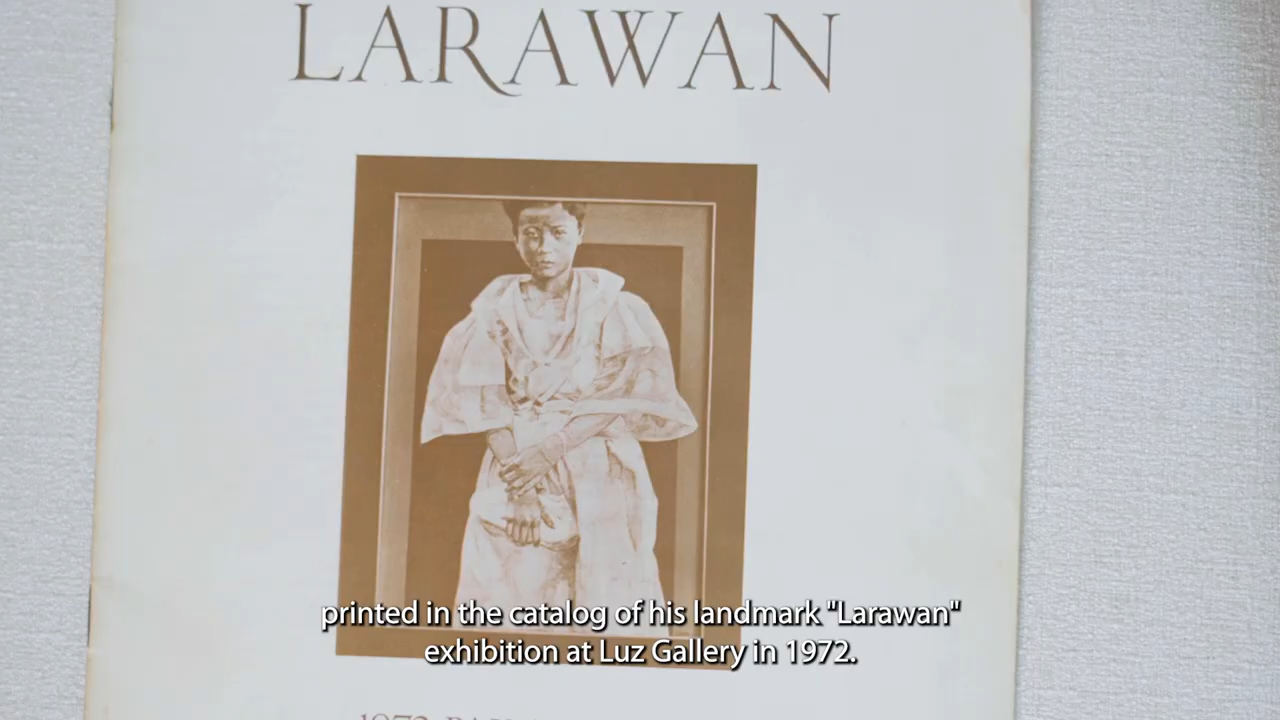 LARAWAN
printed in the catalog of his landmark "Larawan"
exhibition at Luz Gallery in 1972.